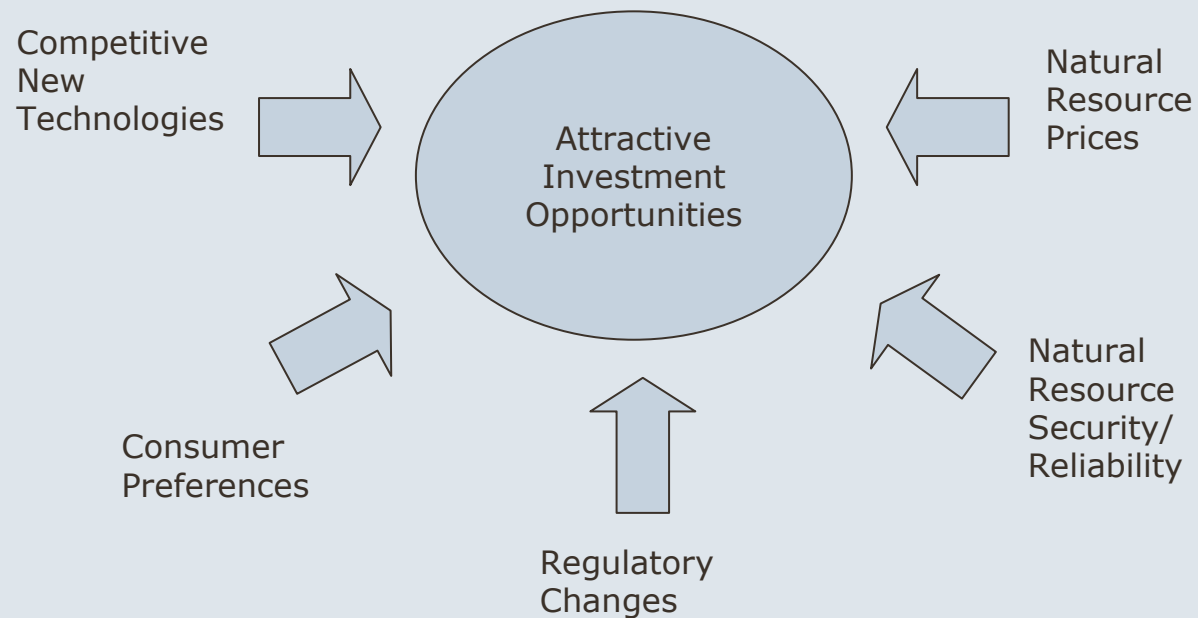 Competitive
New
Technologies
Attractive
Investment
Opportunities
Natural
Resource
Prices
Consumer
Preferences
Regulatory
Changes
Natural
Resource
Security/
Reliability